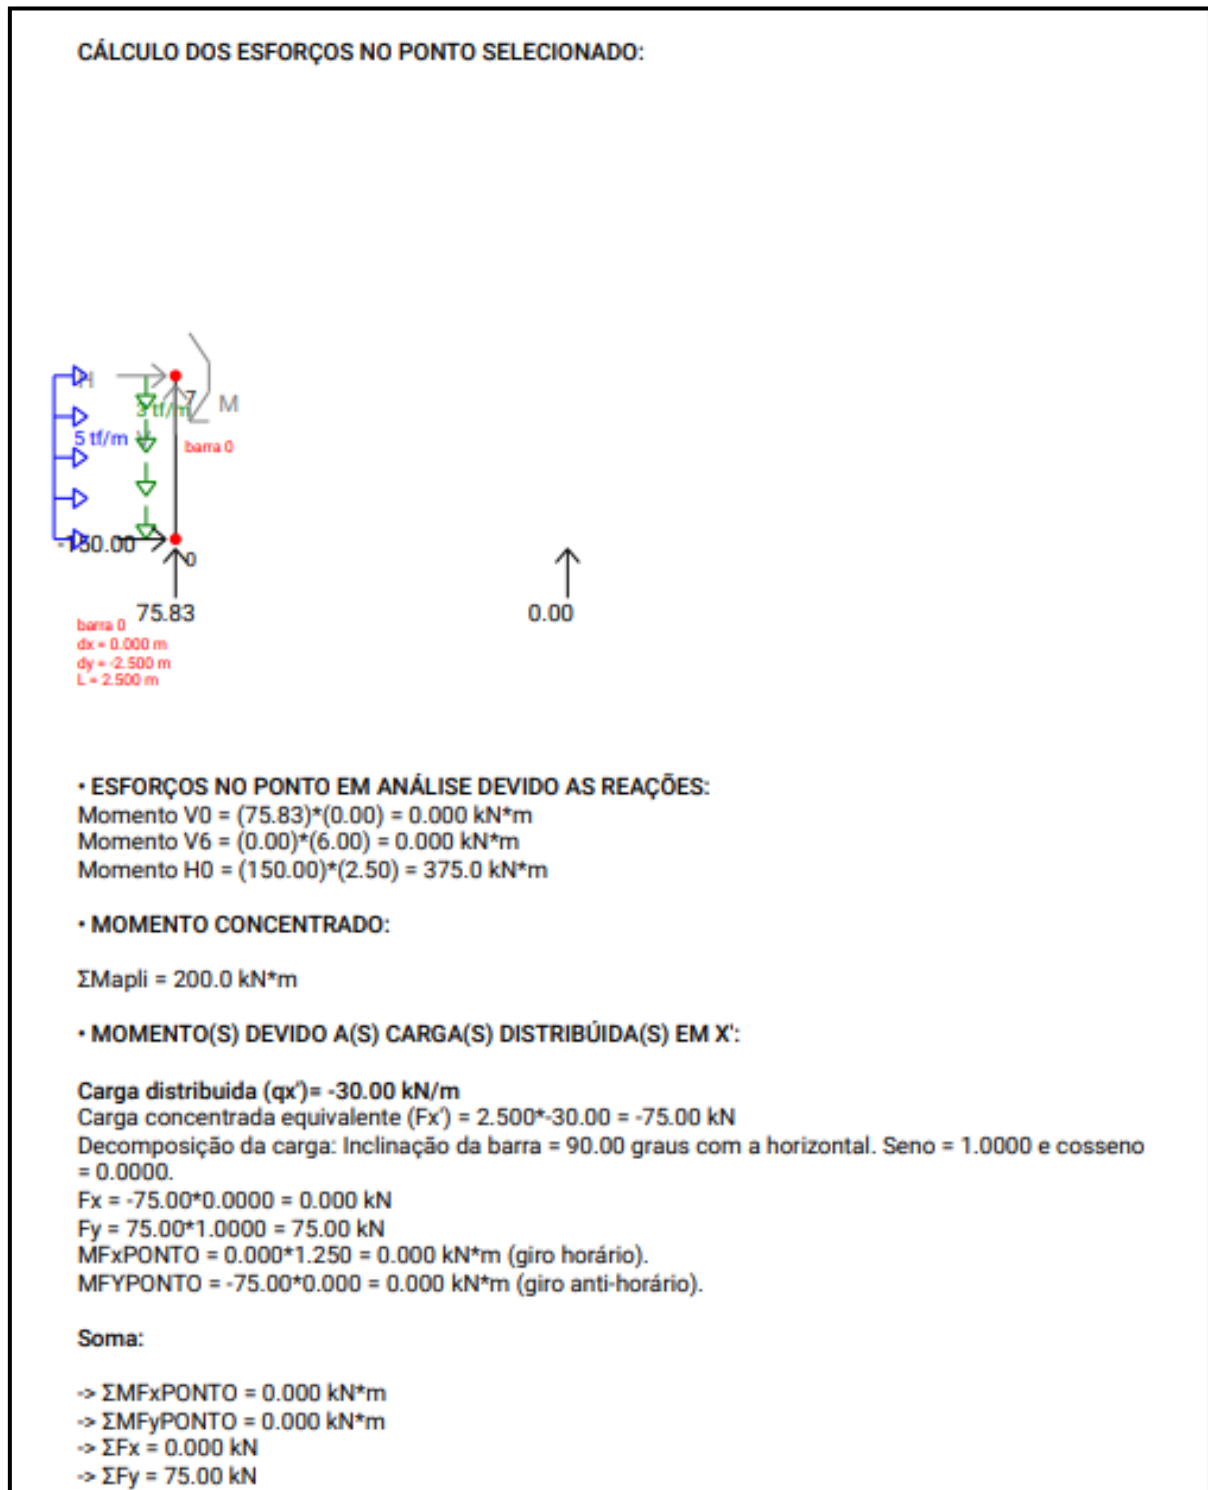 CÁLCULO DOS ESFORÇOS NO PONTO SELECIONADO:
H
7
3 tf/m
M
5 tf/m
barra 0
-150.00
0
75.83
0.00
barra 0
dx = 0.000 m
dy = -2.500 m
L = 2.500 m
• ESFORÇOS NO PONTO EM ANÁLISE DEVIDO AS REAÇÕES:
Momento V0 = (75.83)*(0.00) = 0.000 kN*m
Momento V6 = (0.00)*(6.00) = 0.000 kN*m
Momento H0 = (150.00)*(2.50) = 375.0 kN*m
• MOMENTO CONCENTRADO:
ΣMapli = 200.0 kN*m
• MOMENTO(S) DEVIDO A(S) CARGA(S) DISTRIBÚIDA(S) EM X':
Carga distribuida (qx')= -30.00 kN/m
Carga concentrada equivalente (Fx') = 2.500*-30.00 = -75.00 kN
Decomposição da carga: Inclinação da barra = 90.00 graus com a horizontal. Seno = 1.0000 e cosseno
= 0.0000.
Fx = -75.00*0.0000 = 0.000 kN
Fy = 75.00*1.0000 = 75.00 kN
MFxPONTO = 0.000*1.250 = 0.000 kN*m (giro horário).
MFYPONTO = -75.00*0.000 = 0.000 kN*m (giro anti-horário).
Soma:
-> ΣMFxPONTO = 0.000 kN*m
-> ΣMFyPONTO = 0.000 kN*m
-> ΣFx = 0.000 kN
-> ΣFy = 75.00 kN